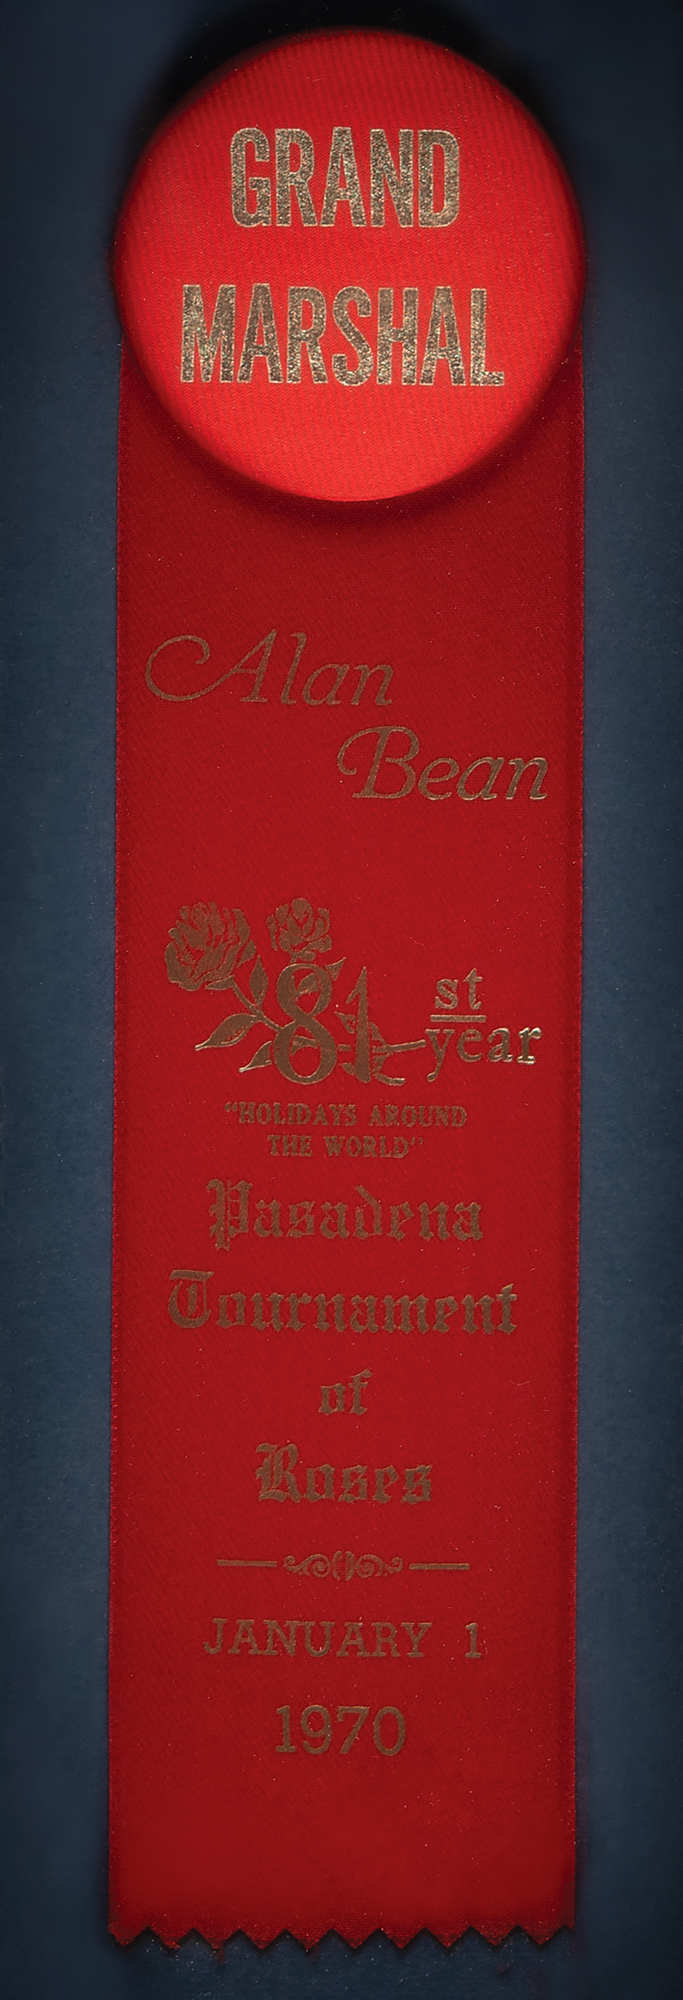 GRAND
MARSHAL
Alan
Bean
81 st
year
"HOLIDAYS AROUND
THE WORLD"
Pasadena
Tournament
of
Roses
JANUARY 1
1970